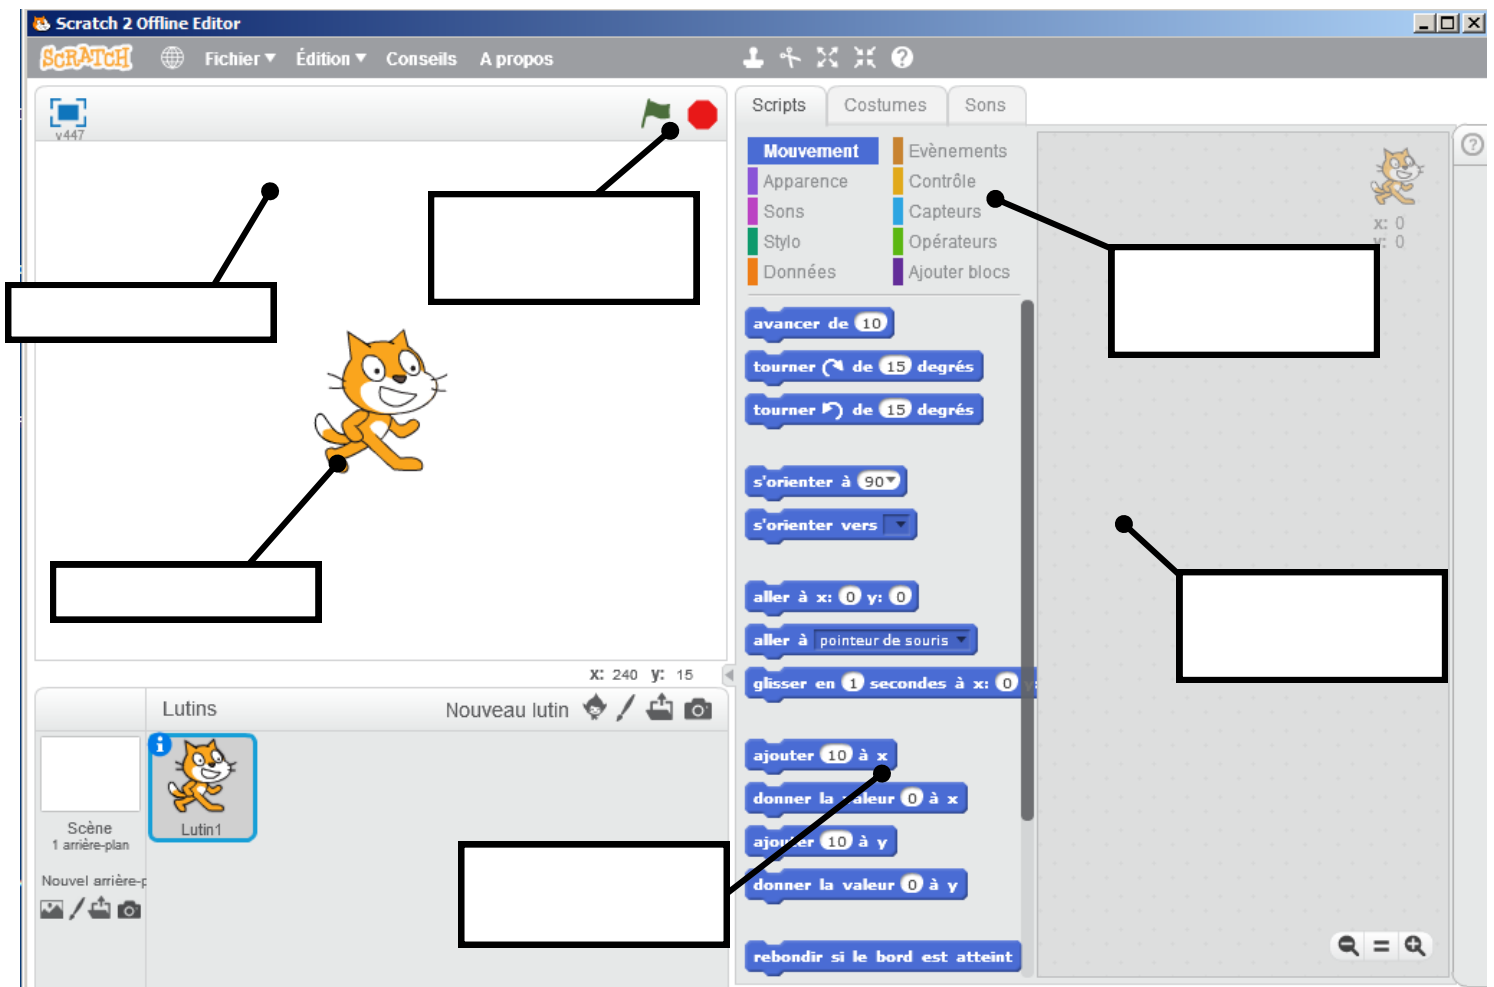 Scratch 2 Offline Editor
SCRATCH Fichier Édition Conseils A propos
v447
Scripts Costumes Sons
Mouvement Evènements
Apparence Contrôle
Sons Capteurs
Stylo Opérateurs
Données Ajouter blocs
x: 0
y: 0
avancer de 10
tourner de 15 degrés
tourner de 15 degrés
s'orienter à 90
s'orienter vers
aller à x: 0 y: 0
aller à pointeur de souris
glisser en 1 secondes à x: 0 y:
ajouter 10 à x
donner la valeur 0 à x
ajouter 10 à y
donner la valeur 0 à y
rebondir si le bord est atteint
x: 240 y: 15
Lutins Nouveau lutin
Lutin1
Scène
1 arrière-plan
Nouvel arrière-p